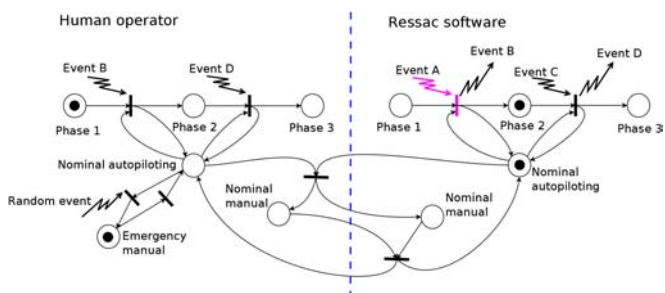 Human operator
Ressac software
Event B
Event D
Event A
Event B
Event C
Event D
Phase 1
Phase 2
Phase 3
Phase 1
Phase 2
Phase 3
Nominal autopiloting
Nominal
autopiloting
Random event
Nominal
manual
Nominal
manual
Emergency
manual